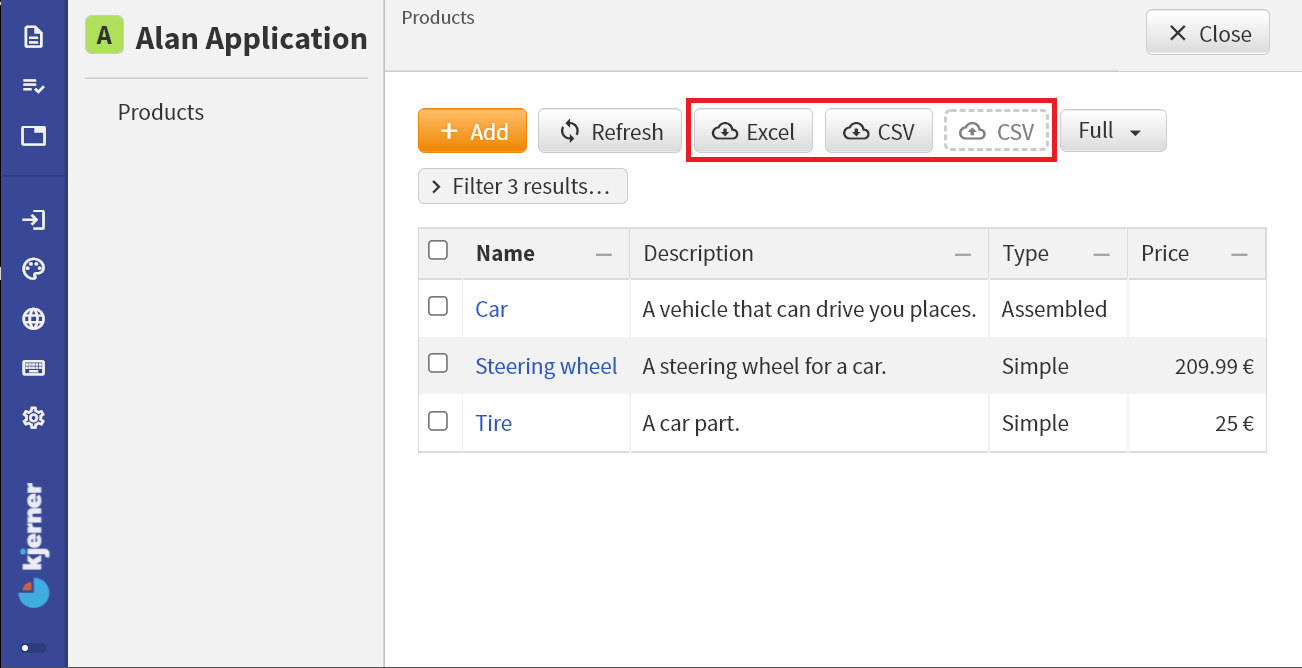 A Alan Application
Products
Products
Close
Add Refresh Excel CSV CSV Full
Filter 3 results...
Name Description Type Price
Car A vehicle that can drive you places. Assembled
Steering wheel A steering wheel for a car. Simple 209.99 €
Tire A car part. Simple 25 €
kjerner